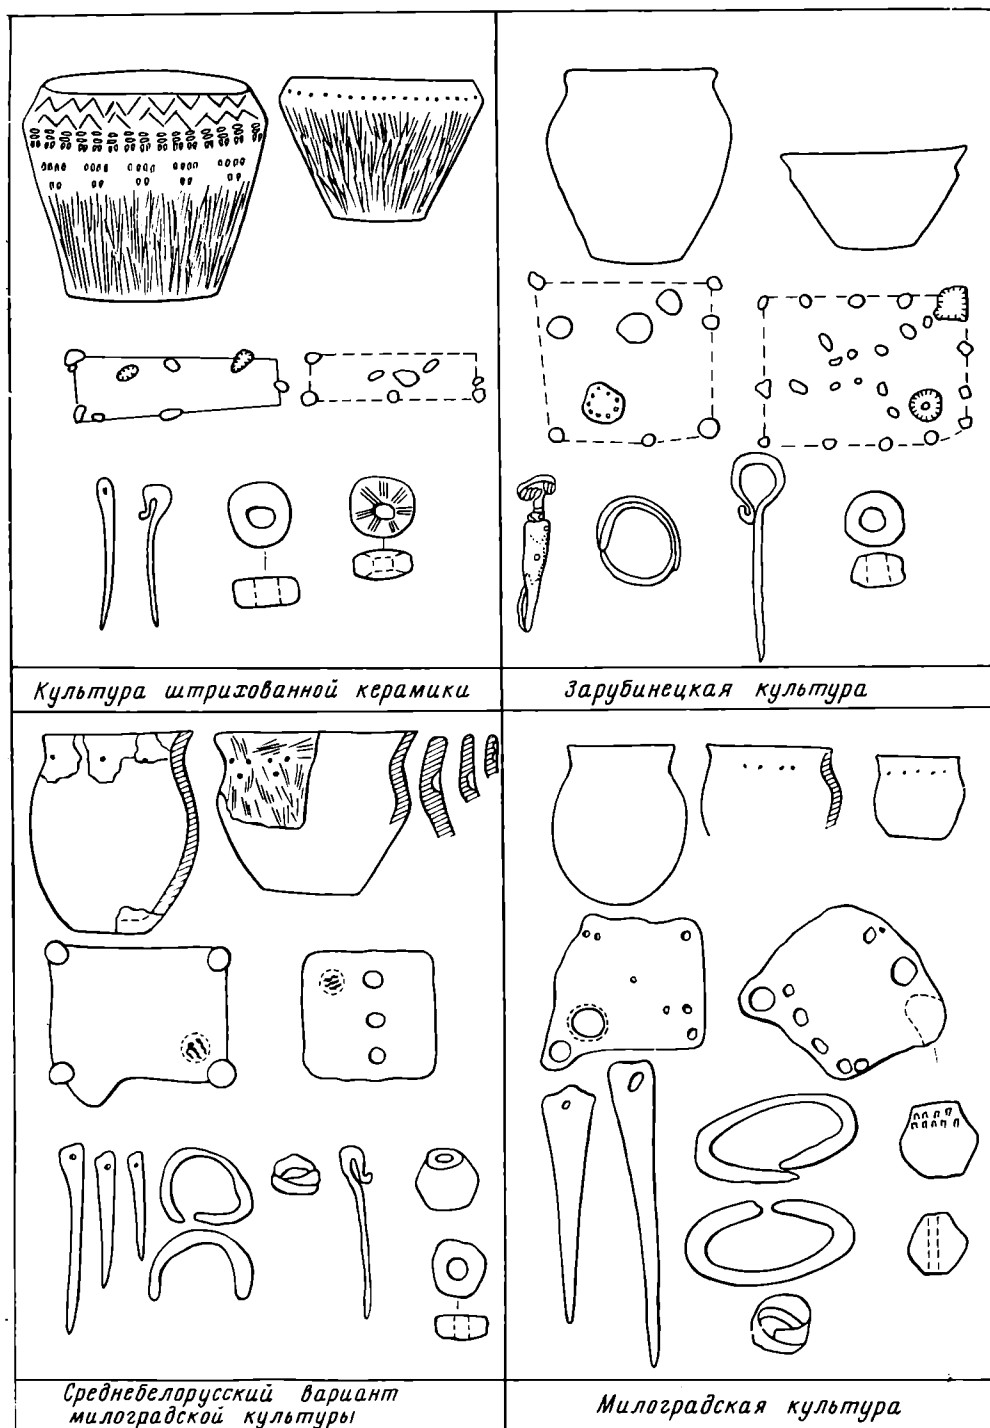 Культура штрихованной керамики
Зарубинецкая культура
Среднебелорусский вариант
милоградской культуры
Милоградская культура